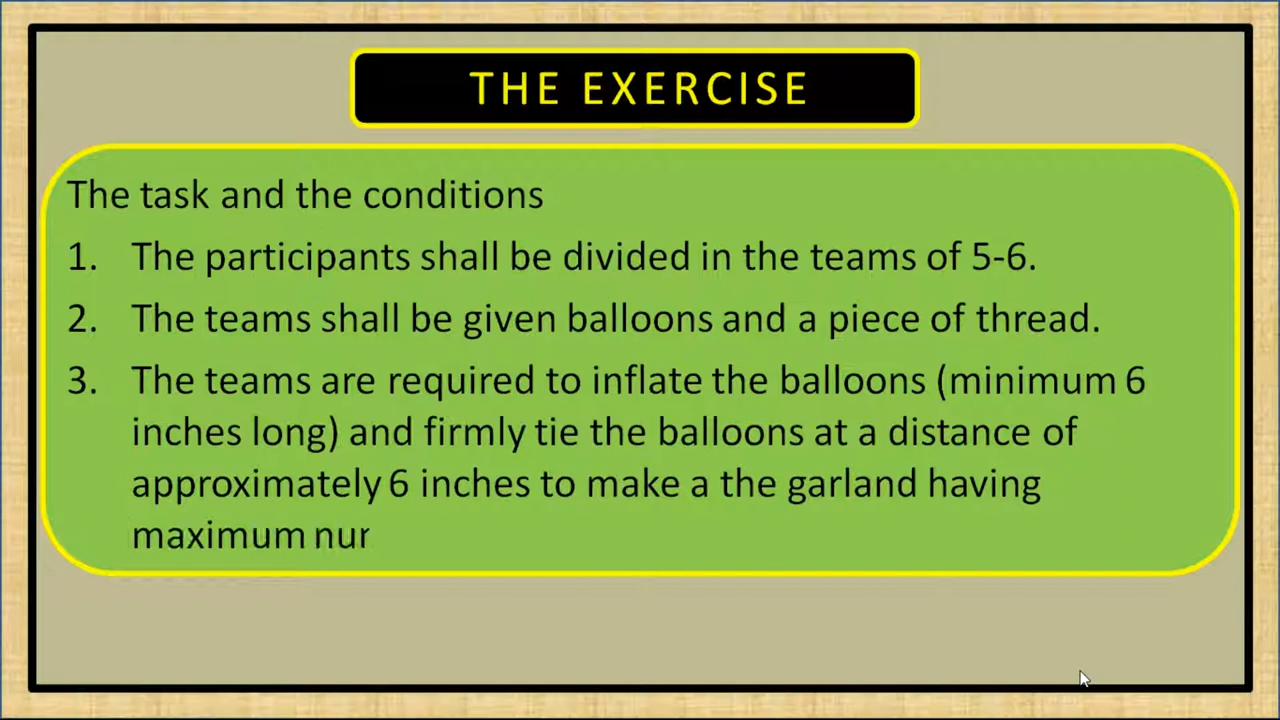 THE EXERCISE
The task and the conditions
1. The participants shall be divided in the teams of 5-6.
2. The teams shall be given balloons and a piece of thread.
3. The teams are required to inflate the balloons (minimum 6
inches long) and firmly tie the balloons at a distance of
approximately 6 inches to make a the garland having
maximum